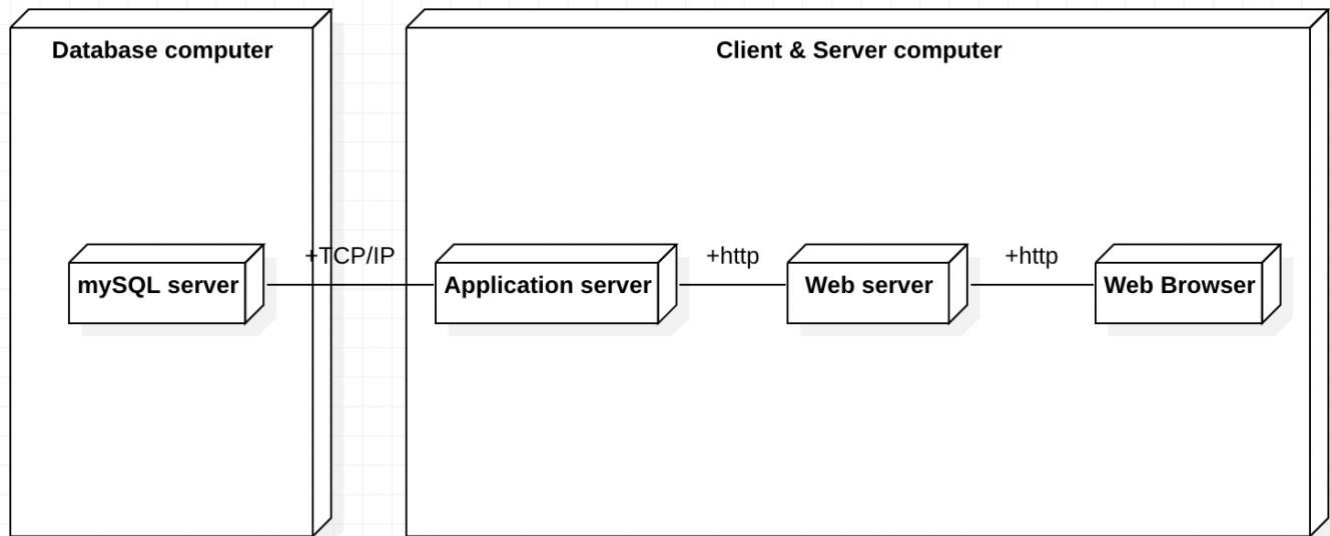 Database computer
Client & Server computer
mySQL server
+TCP/IP
Application server
+http
Web server
+http
Web Browser